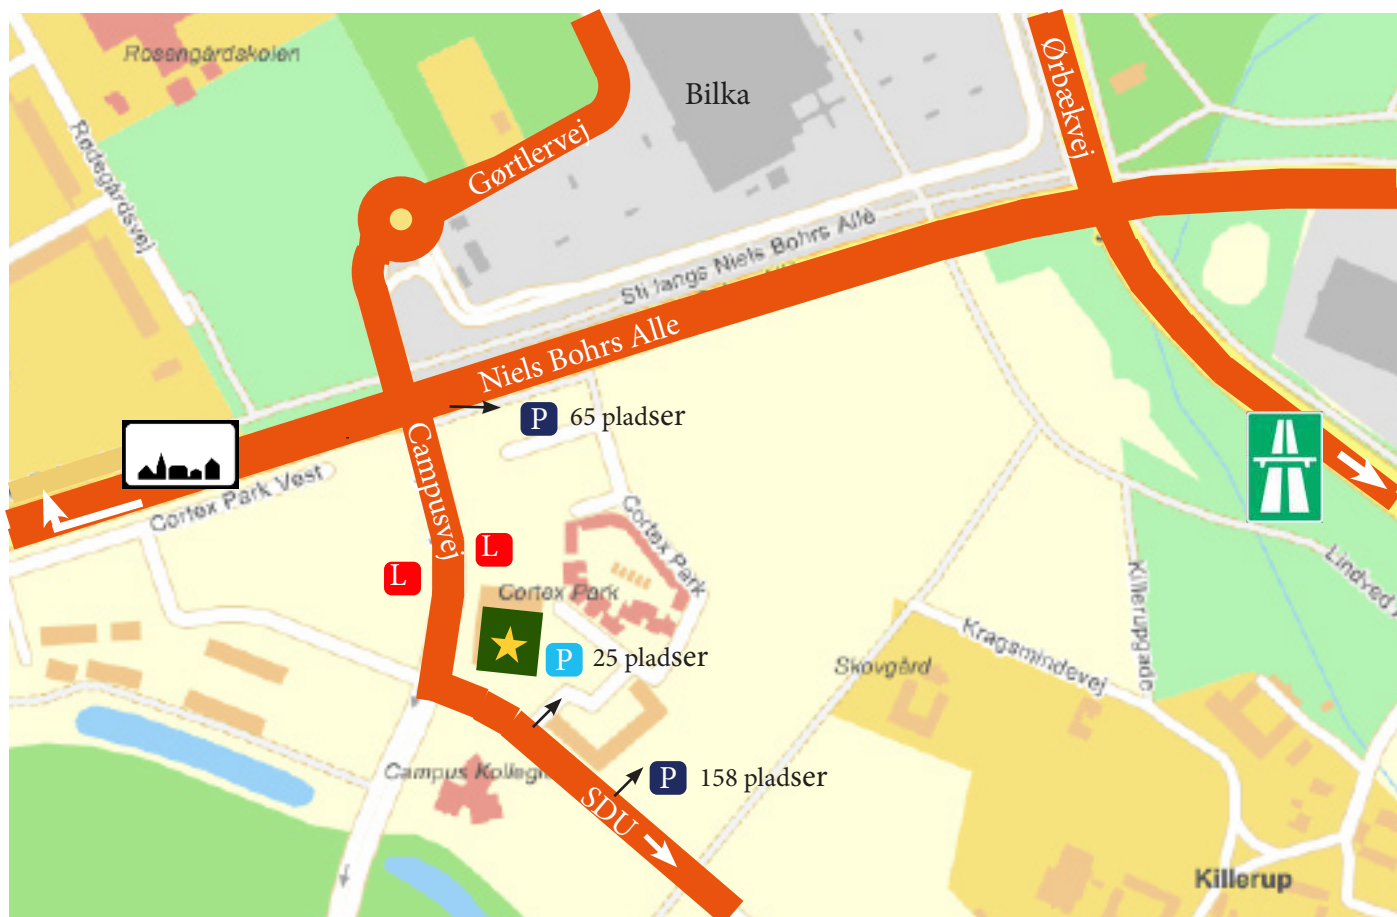 Rosengårdskolen
Bilka
Ørbækvej
Gørtlervej
Rødegårdsvej
Sti langs Niels Bohrs Allé
Niels Bohrs Alle
P 65 pladser
Campusvej
Cortex Park Vest
Cortex Park
L
L
Cortex Park
P 25 pladser
Lindved
Killerupgade
Kragsmindevej
Skovgård
Campus Kollegi
P 158 pladser
SDU
Killerup